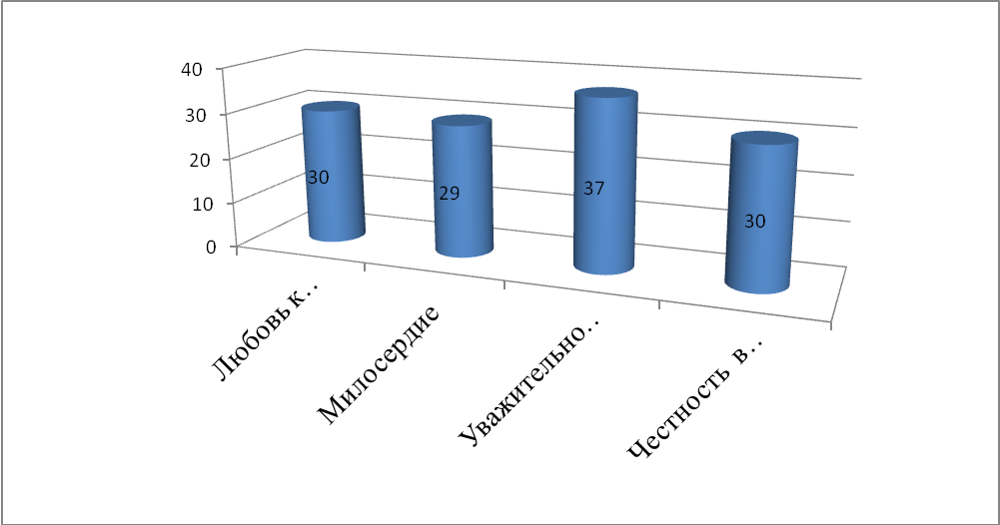 40
30
20
10
0
30
29
37
30
Любовь к..
Милосердие
Уважительно..
Честность в..